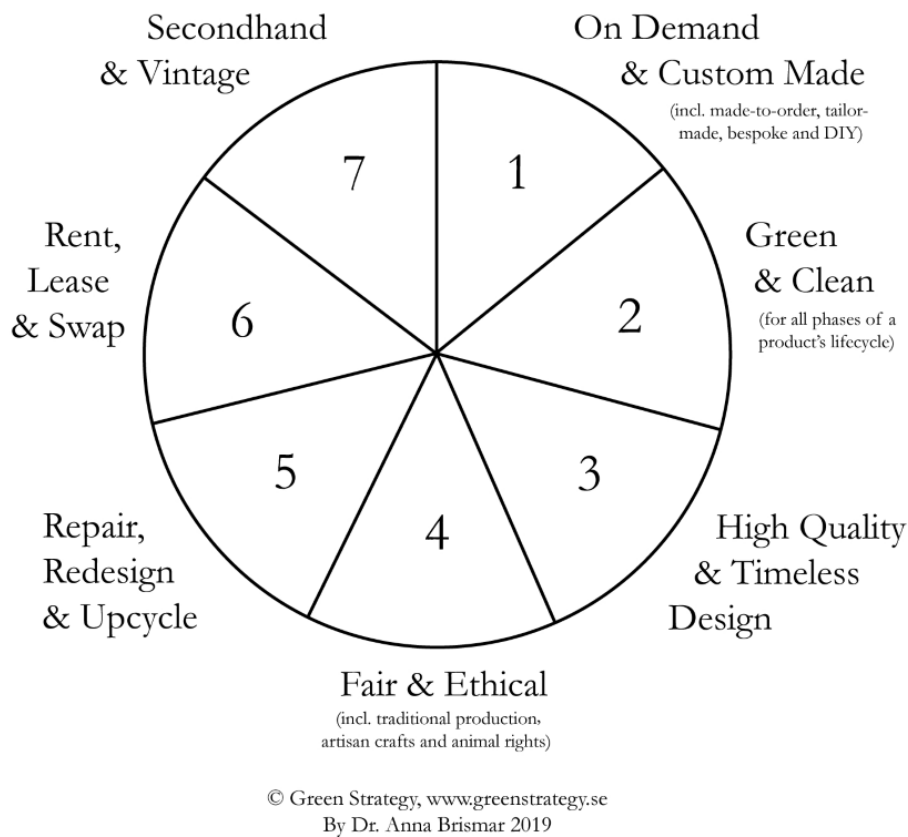 Secondhand
& Vintage
On Demand
& Custom Made
(incl. made-to-order, tailor-
made, bespoke and DIY)
7
1
Rent,
Lease
& Swap
Green
& Clean
(for all phases of a
product's lifecycle)
6
2
5
3
4
Repair,
Redesign
& Upcycle
High Quality
& Timeless
Design
Fair & Ethical
(incl. traditional production,
artisan crafts and animal rights)
© Green Strategy, www.greenstrategy.se
By Dr. Anna Brismar 2019